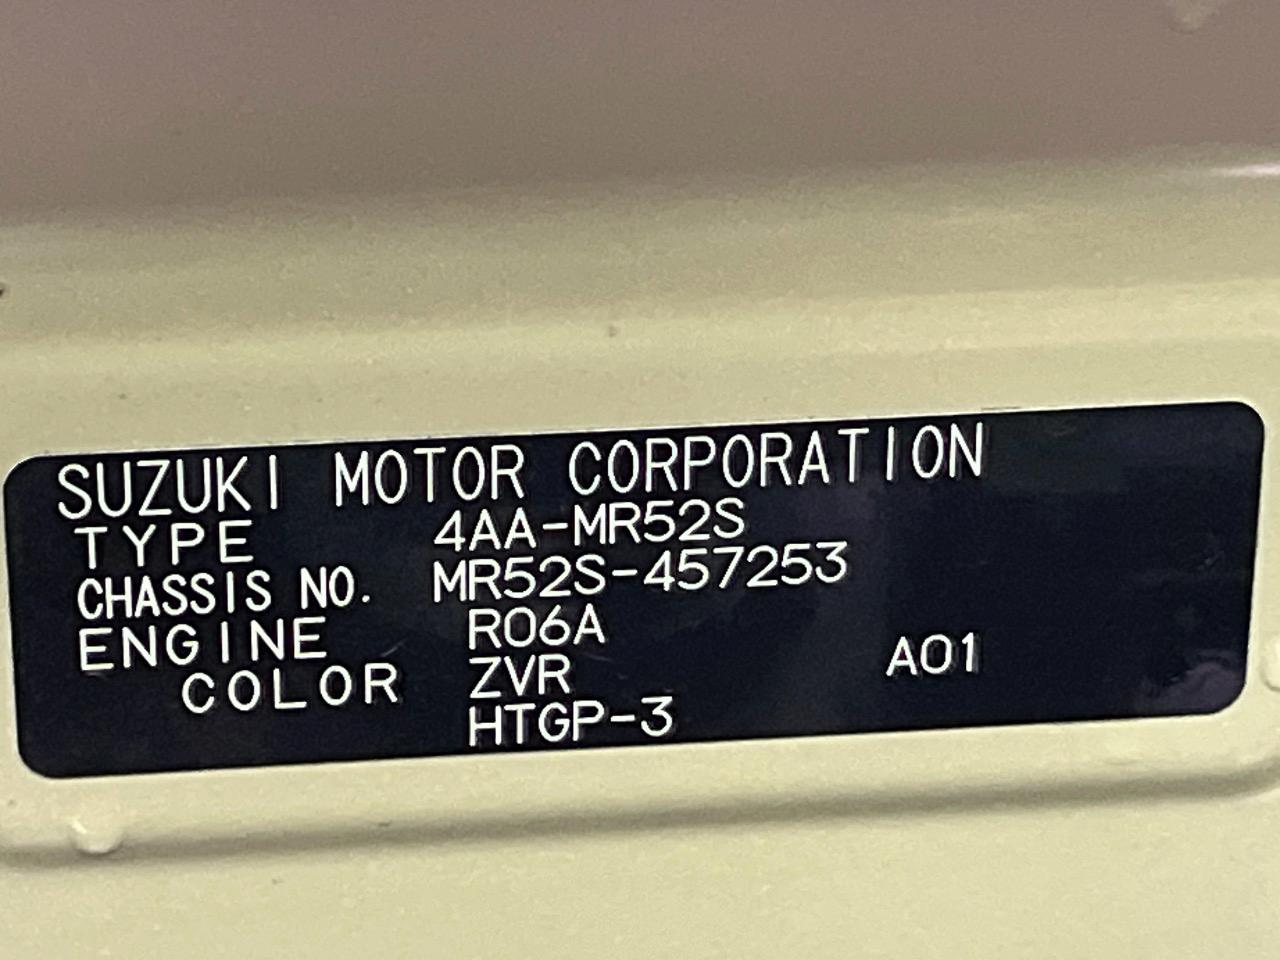 SUZUKI MOTOR CORPORATION
TYPE 4AA-MR52S
CHASSIS NO. MR52S-457253
ENGINE R06A
COLOR ZVR A01
HTGP-3